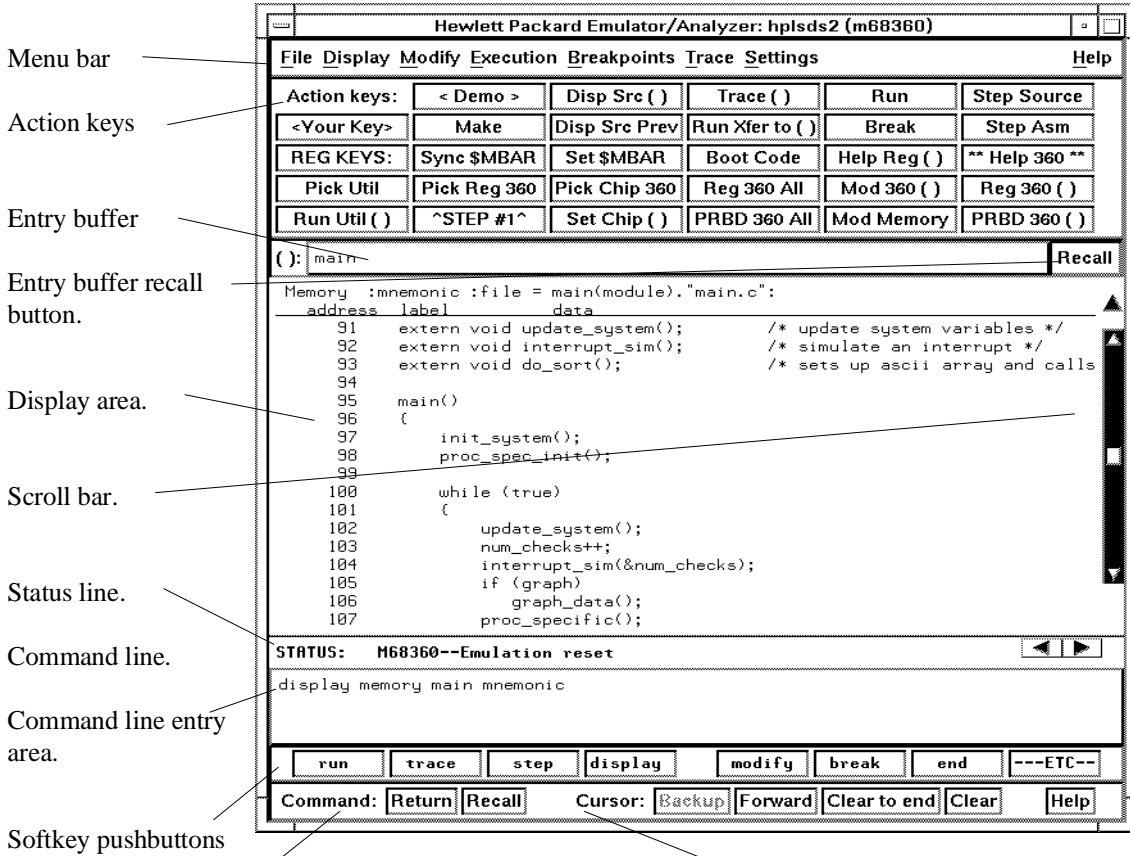 Hewlett Packard Emulator/Analyzer: hplsds2 (m68360)
Menu bar
File Display Modify Execution Breakpoints Trace Settings Help
Action keys
Action keys: < Demo > Disp Src ( ) Trace ( ) Run Step Source
<Your Key> Make Disp Src Prev Run Xfer to ( ) Break Step Asm
REG KEYS: Sync $MBAR Set $MBAR Boot Code Help Reg ( ) ** Help 360 **
Pick Util Pick Reg 360 Pick Chip 360 Reg 360 All Mod 360 ( ) Reg 360 ( )
Run Util ( ) ^STEP #1^ Set Chip ( ) PRBD 360 All Mod Memory PRBD 360 ( )
Entry buffer
( ): main Recall
Entry buffer recall
button.
Memory :mnemonic :file = main(module)."main.c":
address label data
91 extern void update_system(); /* update system variables */
92 extern void interrupt_sim(); /* simulate an interrupt */
93 extern void do_sort(); /* sets up ascii array and calls
94
95 main()
96 {
97 init_system();
98 proc_spec_init();
99
100 while (true)
101 {
102 update_system();
103 num_checks++;
104 interrupt_sim(&num_checks);
105 if (graph)
106 graph_data();
107 proc_specific();
Display area.
Scroll bar.
Status line.
STATUS: M68360--Emulation reset
Command line.
display memory main mnemonic
Command line entry
area.
run trace step display modify break end ---ETC--
Command: Return Recall Cursor: Backup Forward Clear to end Clear Help
Softkey pushbuttons